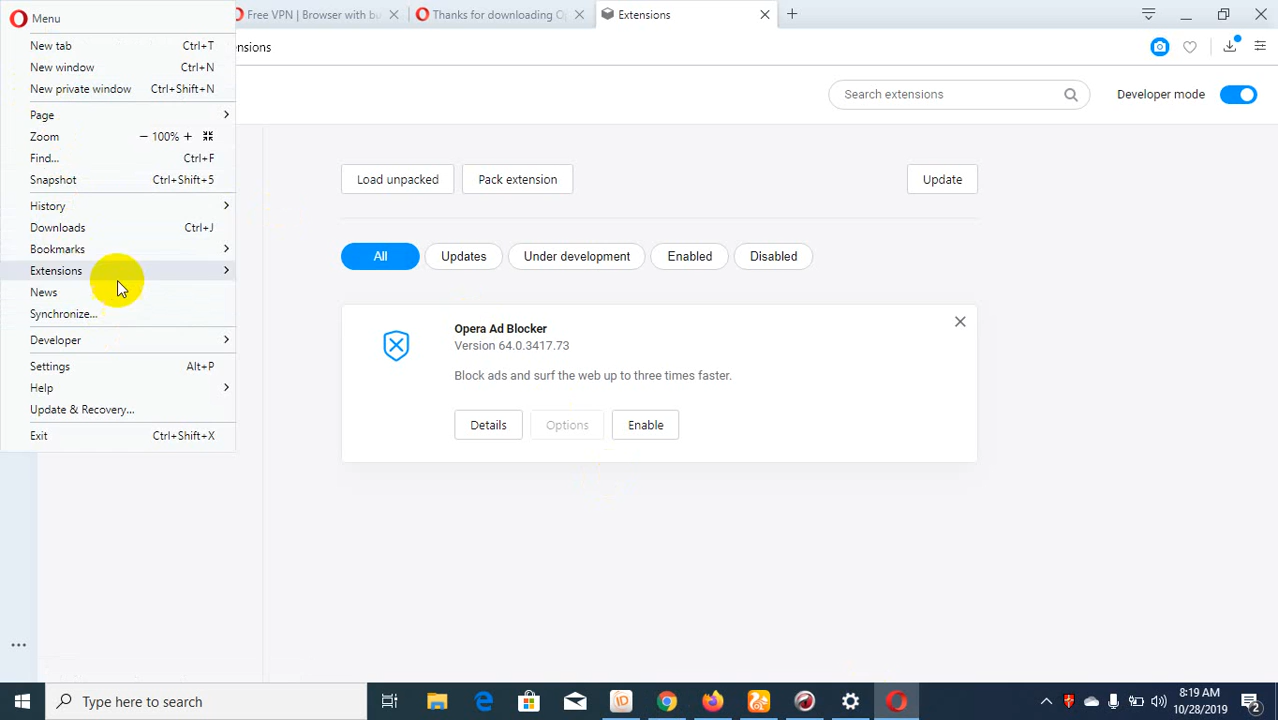 Menu
Free VPN | Browser with bu
Thanks for downloading O
Extensions
New tab Ctrl+T
New window Ctrl+N
New private window Ctrl+Shift+N
Page
Zoom 100%
Find... Ctrl+F
Snapshot Ctrl+Shift+5
History
Downloads Ctrl+J
Bookmarks
Extensions
News
Synchronize...
Developer
Settings Alt+P
Help
Update & Recovery...
Exit Ctrl+Shift+X
nsions
Search extensions
Developer mode
Load unpacked
Pack extension
Update
All
Updates
Under development
Enabled
Disabled
Opera Ad Blocker
Version 64.0.3417.73
Block ads and surf the web up to three times faster.
Details
Options
Enable
Type here to search
8:19 AM
10/28/2019
2